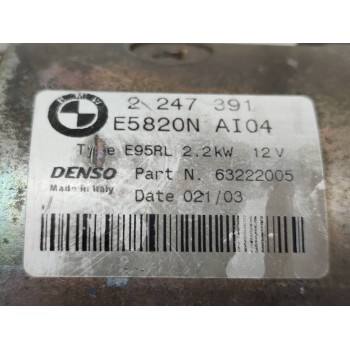 BMW
2 247 391
E5820N AI04
Type E95RL 2.2kW 12V
DENSO Part N. 63222005
Made in Italy
Date 021/03